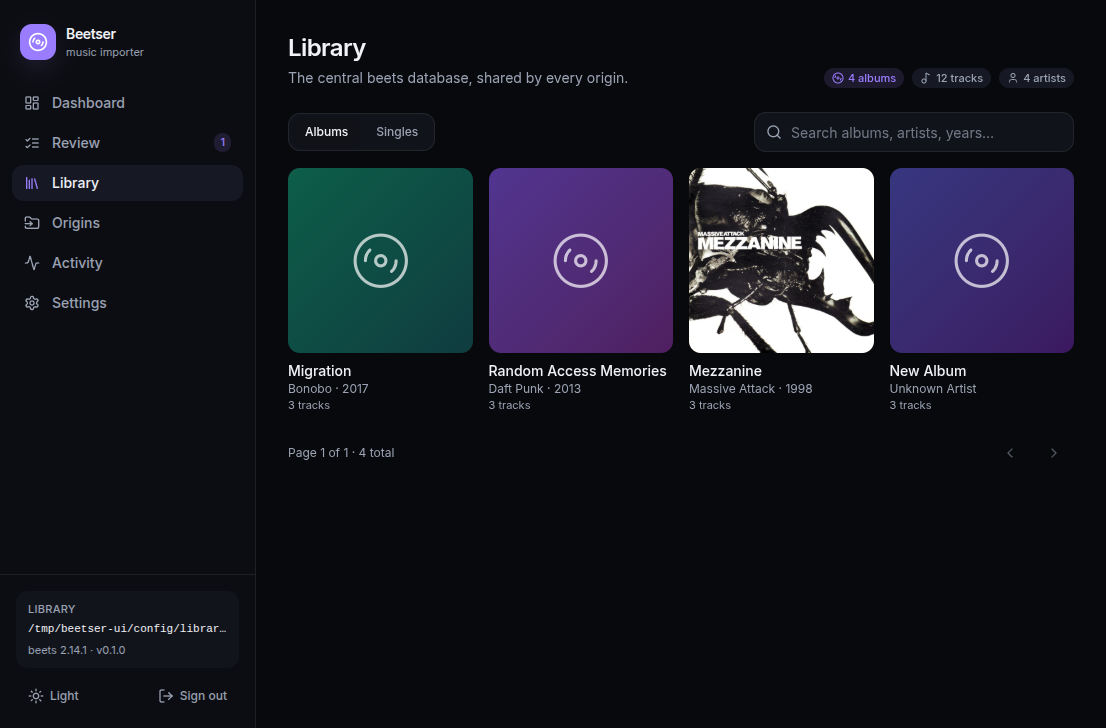 Beetser
music importer
Dashboard
Review
1
Library
Origins
Activity
Settings
LIBRARY
/tmp/beetser-ui/config/librar…
beets 2.14.1 · v0.1.0
Light
Sign out
Library
The central beets database, shared by every origin.
4 albums
12 tracks
4 artists
Albums
Singles
Search albums, artists, years...
MASSIVE ATTACK
MEZZANINE
Migration
Bonobo · 2017
3 tracks
Random Access Memories
Daft Punk · 2013
3 tracks
Mezzanine
Massive Attack · 1998
3 tracks
New Album
Unknown Artist
3 tracks
Page 1 of 1 · 4 total